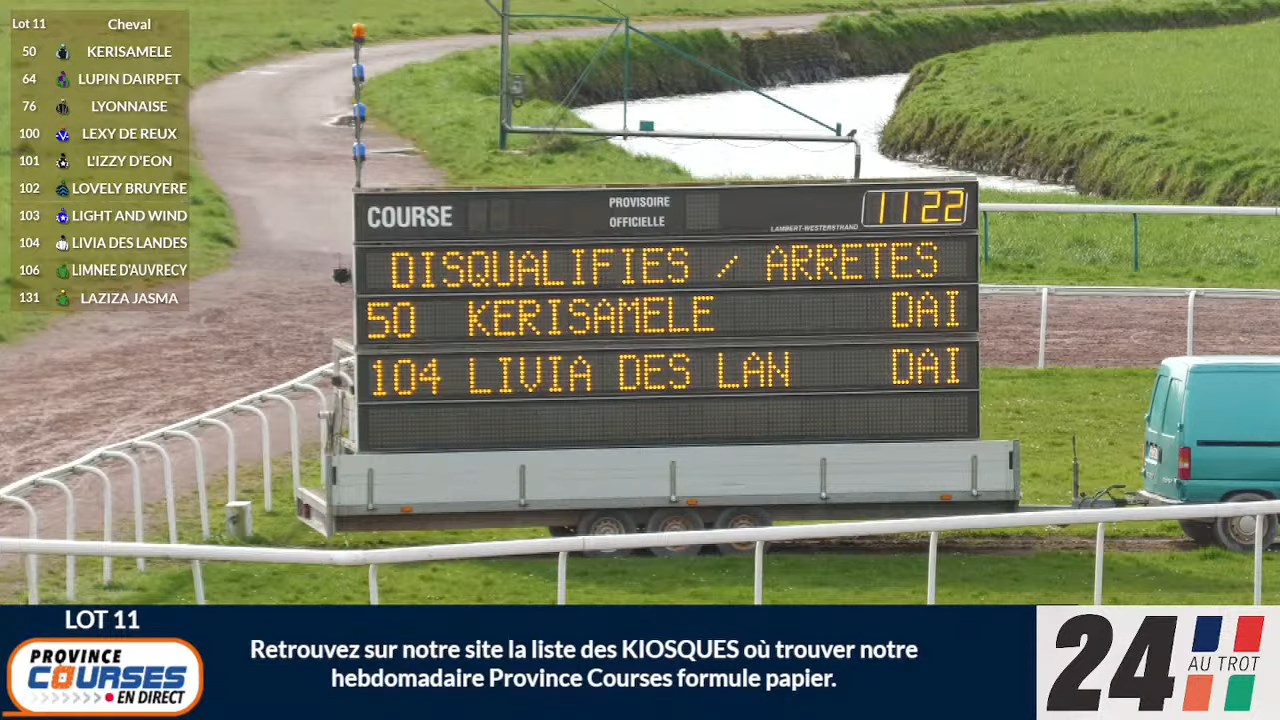 Lot 11 Cheval
50 KERISAMELE
64 LUPIN DAIRPET
76 LYONNAISE
100 LEXY DE REUX
101 L'IZZY D'EON
102 LOVELY BRUYERE
103 LIGHT AND WIND
104 LIVIA DES LANDES
106 LIMNEE D'AUVRECY
131 LAZIZA JASMA
COURSE PROVISOIRE OFFICIELLE 11 22
LAMBERT-WESTERSTRAND
DISQUALIFIES / ARRETES
50 KERISAMELE DAI
104 LIVIA DES LAN DAI
LOT 11
PROVINCE
COURSES
EN DIRECT
Retrouvez sur notre site la liste des KIOSQUES où trouver notre
hebdomadaire Province Courses formule papier.
24
AU TROT